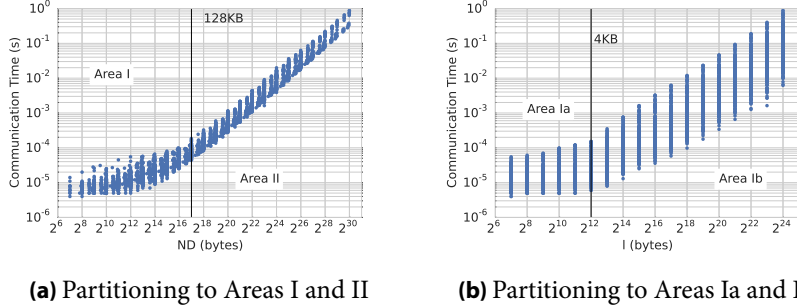 10^0
10^-1
10^-2
10^-3
10^-4
10^-5
10^-6
Communication Time (s)
128KB
Area I
Area II
2^6 2^8 2^10 2^12 2^14 2^16 2^18 2^20 2^22 2^24 2^26 2^28 2^30
ND (bytes)
(a) Partitioning to Areas I and II
10^0
10^-1
10^-2
10^-3
10^-4
10^-5
10^-6
Communication Time (s)
4KB
Area Ia
Area Ib
2^6 2^8 2^10 2^12 2^14 2^16 2^18 2^20 2^22 2^24
l (bytes)
(b) Partitioning to Areas Ia and